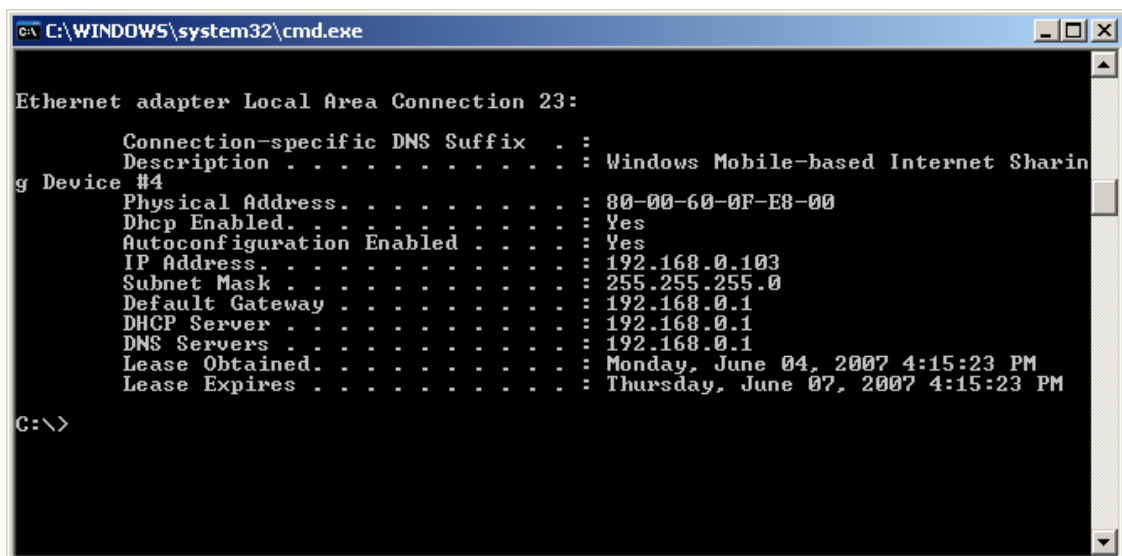 C:\WINDOWS\system32\cmd.exe
Ethernet adapter Local Area Connection 23:
Connection-specific DNS Suffix  . :
Description . . . . . . . . . . . : Windows Mobile-based Internet Sharin
g Device #4
Physical Address. . . . . . . . . : 80-00-60-0F-E8-00
Dhcp Enabled. . . . . . . . . . . : Yes
Autoconfiguration Enabled . . . . : Yes
IP Address. . . . . . . . . . . . : 192.168.0.103
Subnet Mask . . . . . . . . . . . : 255.255.255.0
Default Gateway . . . . . . . . . : 192.168.0.1
DHCP Server . . . . . . . . . . . : 192.168.0.1
DNS Servers . . . . . . . . . . . : 192.168.0.1
Lease Obtained. . . . . . . . . . : Monday, June 04, 2007 4:15:23 PM
Lease Expires . . . . . . . . . . : Thursday, June 07, 2007 4:15:23 PM
C:\>